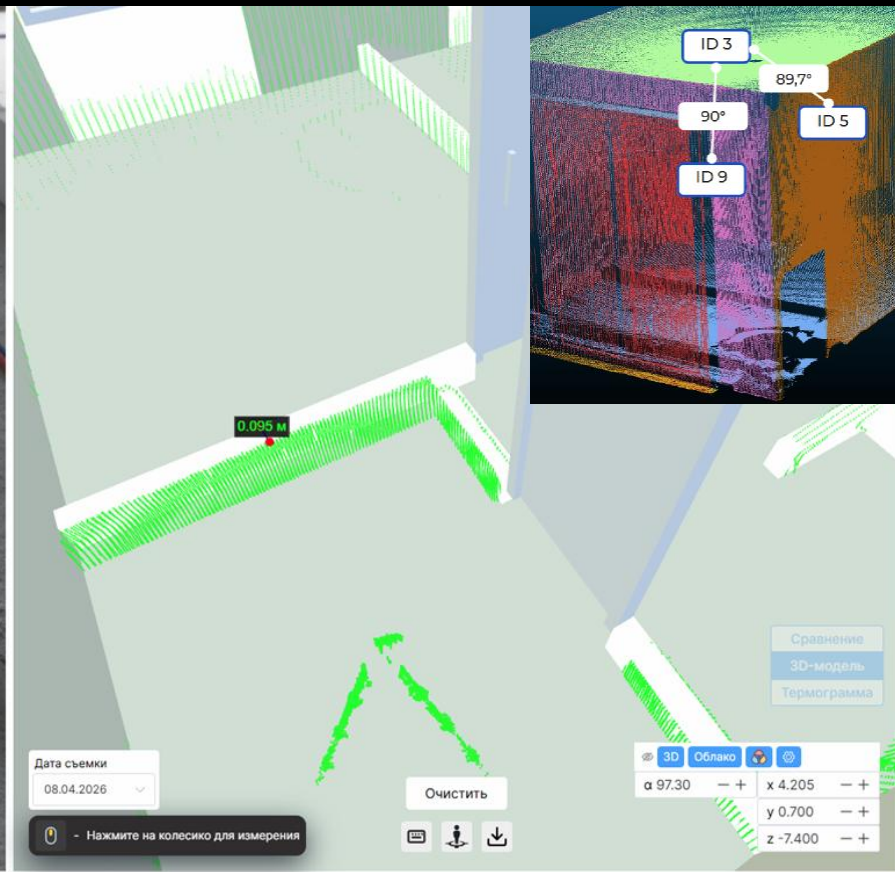 ID 3
89,7°
90°
ID 5
ID 9
0.095 м
Сравнение
3D-модель
Термограмма
Дата съемки
08.04.2026
3D Облако
α 97.30 − +
x 4.205 − +
y 0.700 − +
z -7.400 − +
Очистить
- Нажмите на колесико для измерения